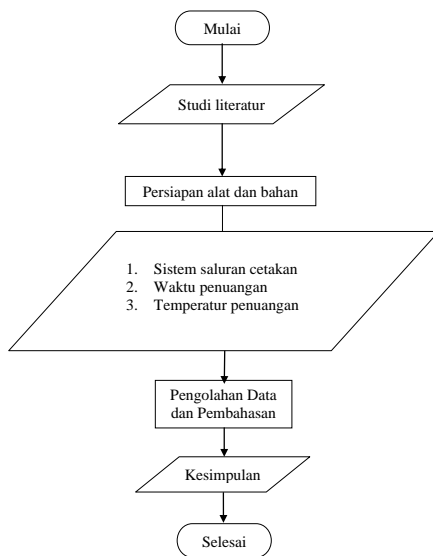 Mulai
Studi literatur
Persiapan alat dan bahan
1. Sistem saluran cetakan
2. Waktu penuangan
3. Temperatur penuangan
Pengolahan Data
dan Pembahasan
Kesimpulan
Selesai